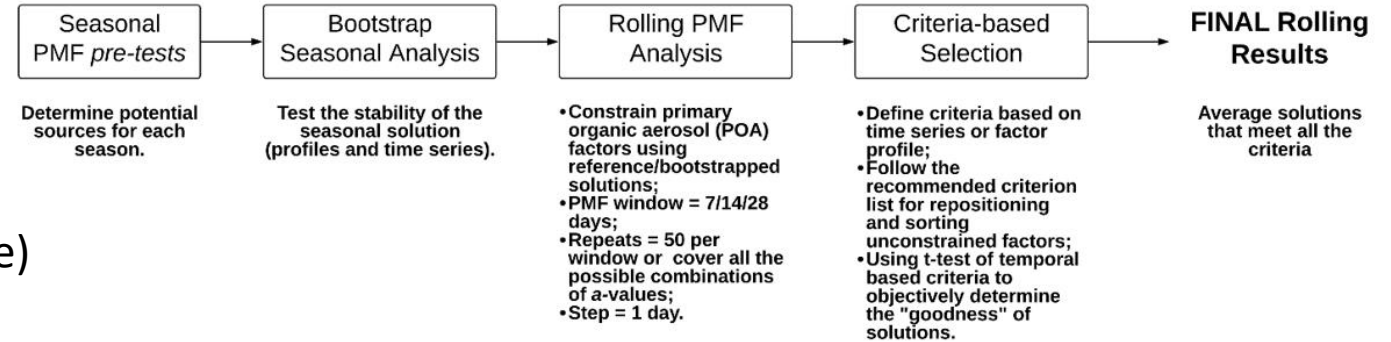 Seasonal
PMF pre-tests
Bootstrap
Seasonal Analysis
Rolling PMF
Analysis
Criteria-based
Selection
FINAL Rolling
Results
Determine potential
sources for each
season.
Test the stability of the
seasonal solution
(profiles and time series).
•Constrain primary
organic aerosol (POA)
factors using
reference/bootstrapped
solutions;
•PMF window = 7/14/28
days;
•Repeats = 50 per
window or cover all the
possible combinations
of a-values;
•Step = 1 day.
•Define criteria based on
time series or factor
profile;
•Follow the
recommended criterion
list for repositioning
and sorting
unconstrained factors;
•Using t-test of temporal
based criteria to
objectively determine
the "goodness" of
solutions.
Average solutions
that meet all the
criteria
e)